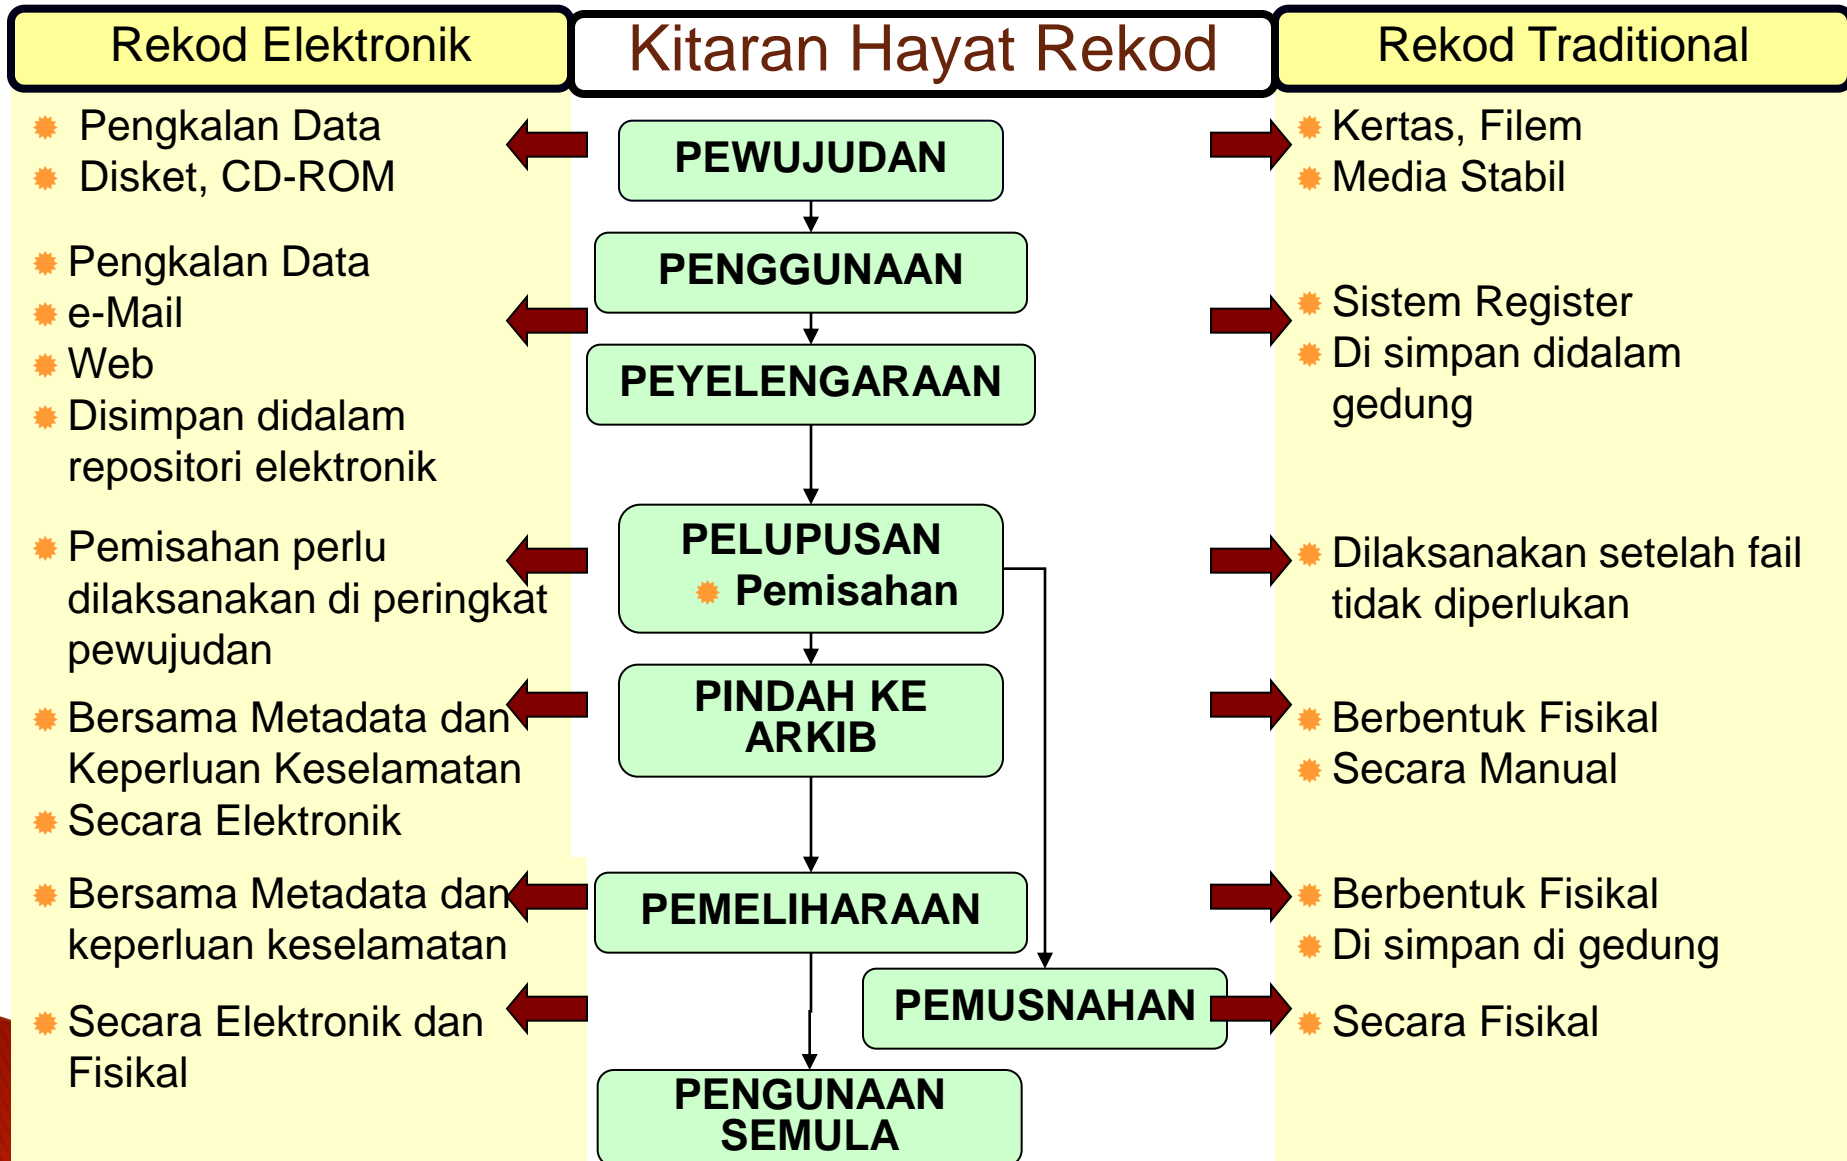 Rekod Elektronik
Kitaran Hayat Rekod
Rekod Traditional
Pengkalan Data
Disket, CD-ROM
Pengkalan Data
e-Mail
Web
Disimpan didalam
repositori elektronik
Pemisahan perlu
dilaksanakan di peringkat
pewujudan
Bersama Metadata dan
Keperluan Keselamatan
Secara Elektronik
Bersama Metadata dan
keperluan keselamatan
Secara Elektronik dan
Fisikal
PEWUJUDAN
PENGGUNAAN
PEYELENGARAAN
PELUPUSAN
Pemisahan
PINDAH KE
ARKIB
PEMELIHARAAN
PEMUSNAHAN
PENGUNAAN
SEMULA
Kertas, Filem
Media Stabil
Sistem Register
Di simpan didalam
gedung
Dilaksanakan setelah fail
tidak diperlukan
Berbentuk Fisikal
Secara Manual
Berbentuk Fisikal
Di simpan di gedung
Secara Fisikal